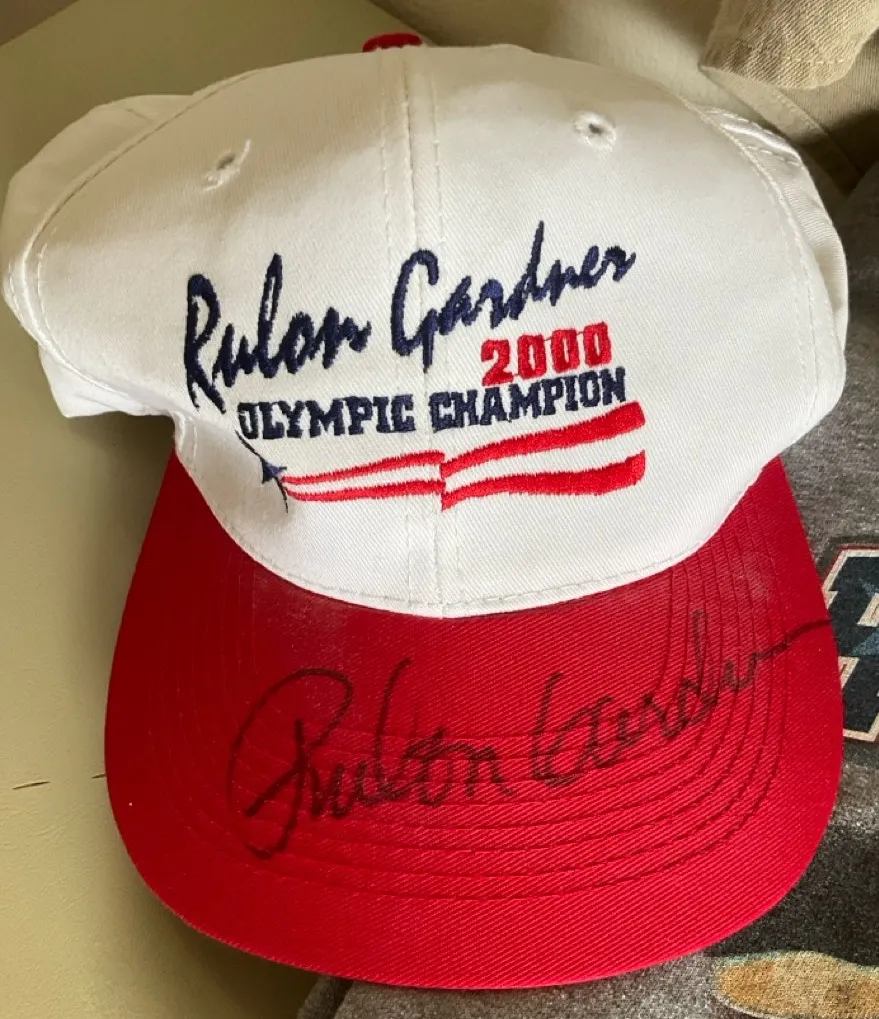 Rulon Gardner
2000
OLYMPIC CHAMPION
Rulon Gardner